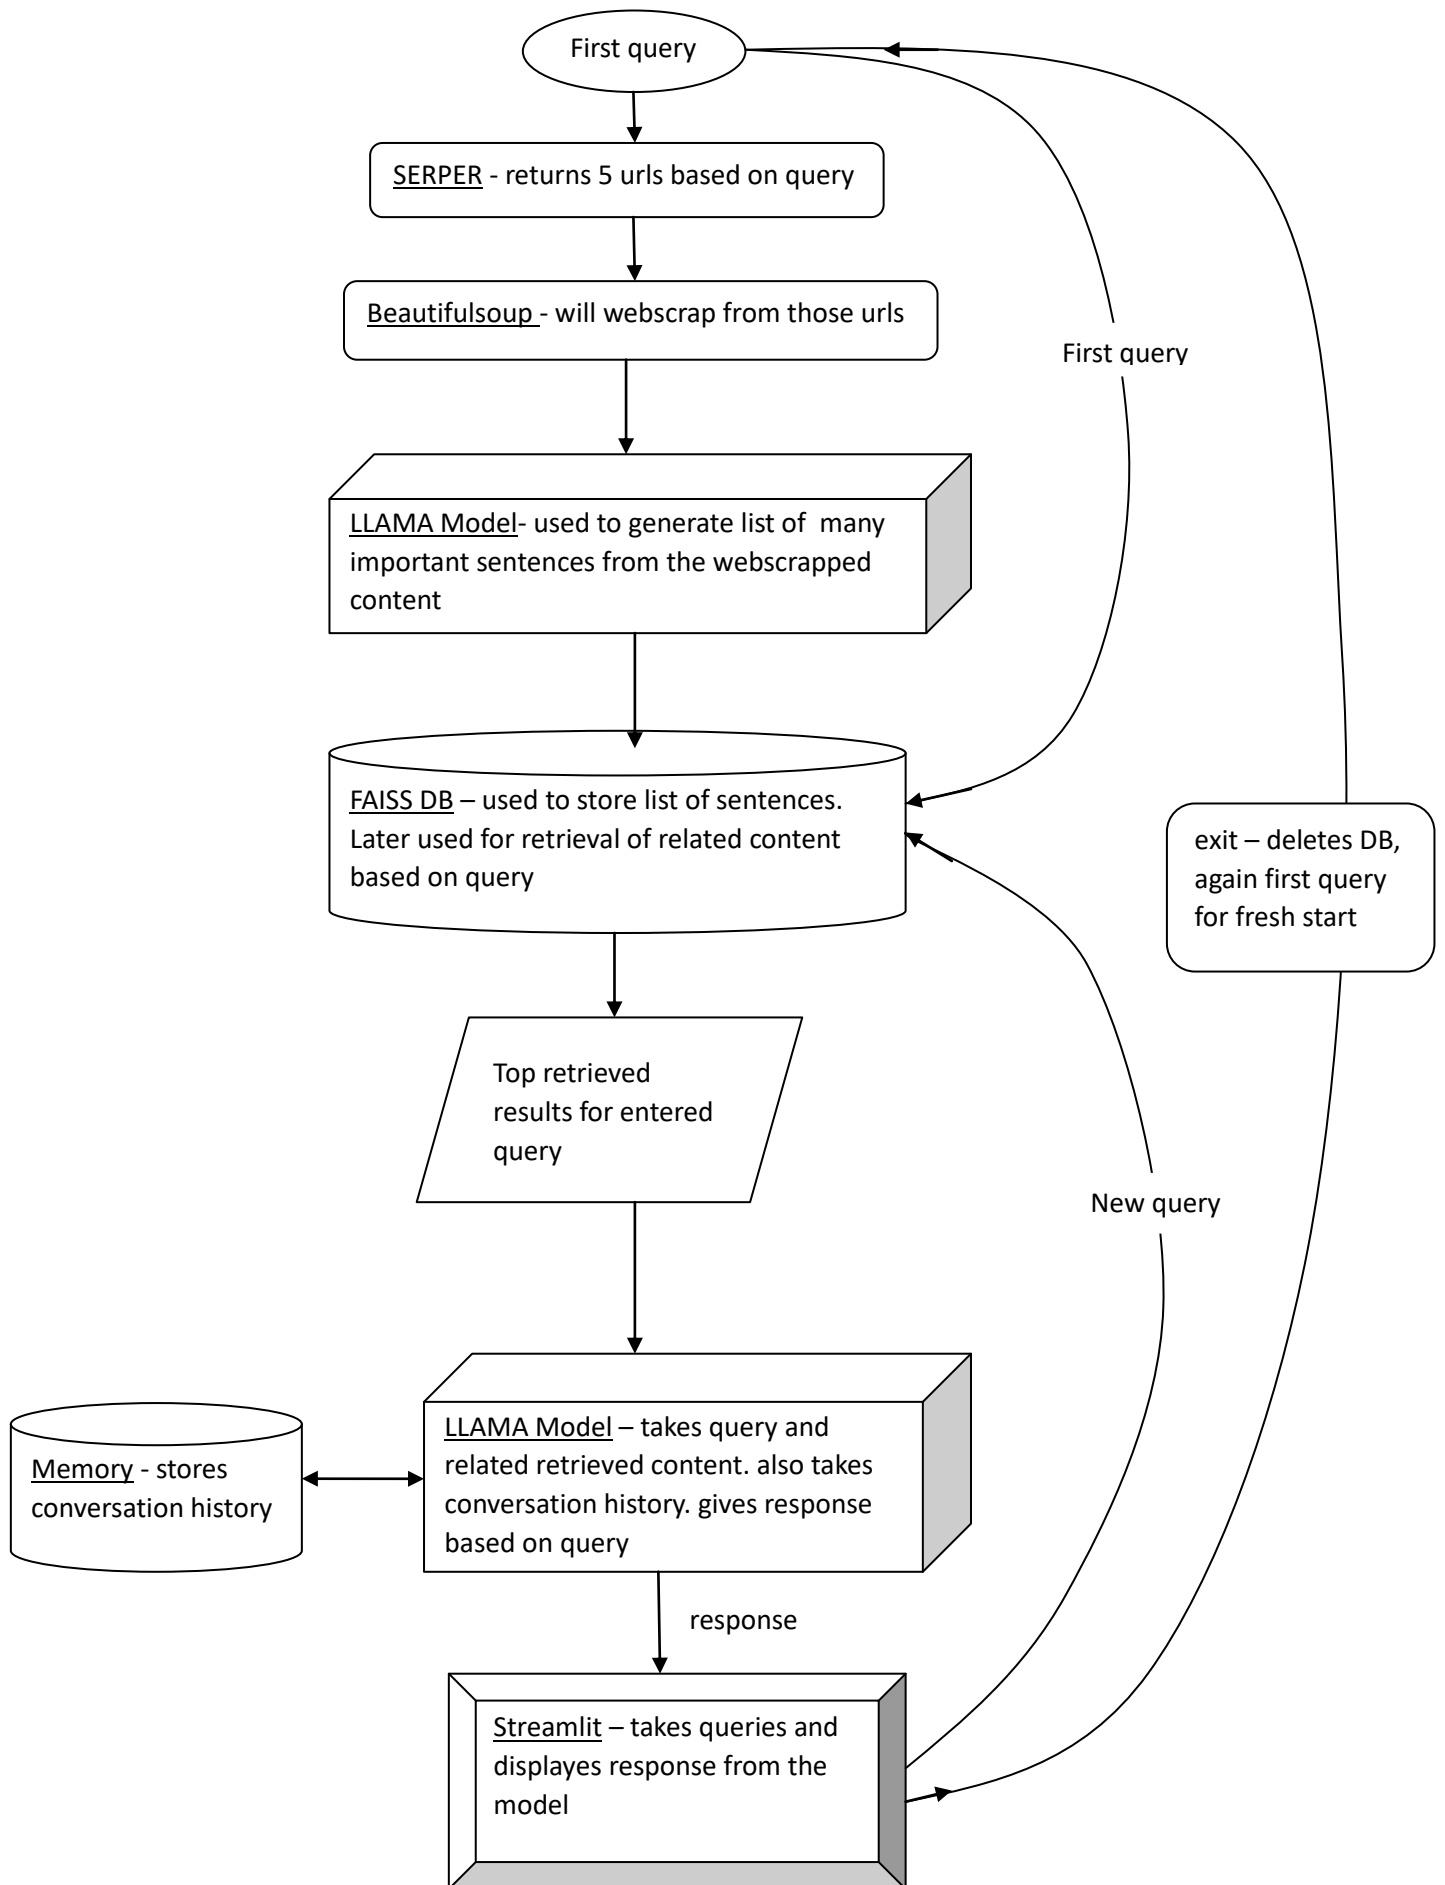 First query
SERPER - returns 5 urls based on query
Beautifulsoup - will webscrap from those urls
First query
LLAMA Model- used to generate list of  many
important sentences from the webscrapped
content
FAISS DB – used to store list of sentences.
Later used for retrieval of related content
based on query
exit – deletes DB,
again first query
for fresh start
Top retrieved
results for entered
query
New query
LLAMA Model – takes query and
related retrieved content. also takes
conversation history. gives response
based on query
Memory - stores
conversation history
response
Streamlit – takes queries and
displayes response from the
model